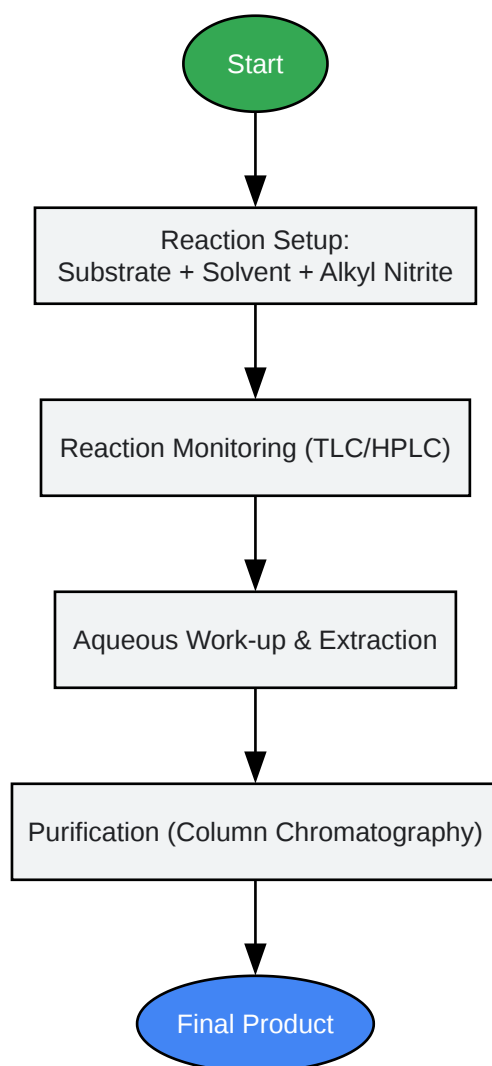 Start
Reaction Setup:
Substrate + Solvent + Alkyl Nitrite
Reaction Monitoring (TLC/HPLC)
Aqueous Work-up & Extraction
Purification (Column Chromatography)
Final Product